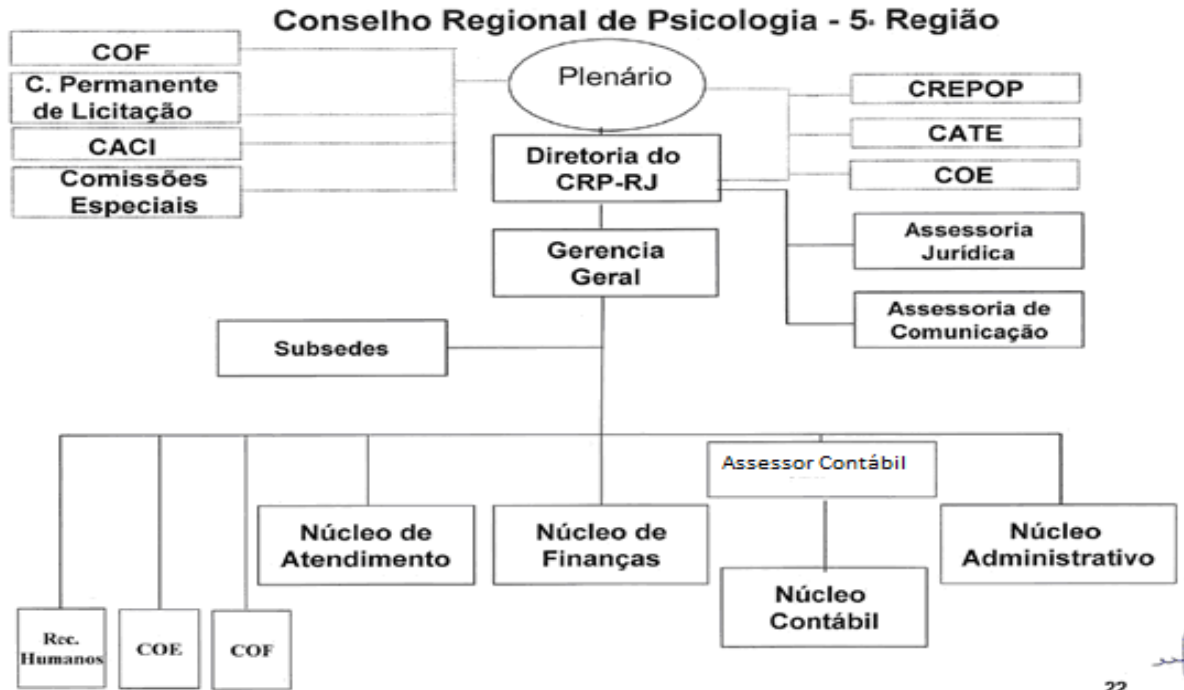 Conselho Regional de Psicologia - 5ª Região
COF
C. Permanente
de Licitação
CACI
Comissões
Especiais
Plenário
CREPOP
CATE
COE
Diretoria do
CRP-RJ
Assessoria
Jurídica
Gerencia
Geral
Assessoria de
Comunicação
Subsedes
Assessor Contábil
Núcleo de
Atendimento
Núcleo de
Finanças
Núcleo
Administrativo
Núcleo
Contábil
Rec.
Humanos
COE
COF
22